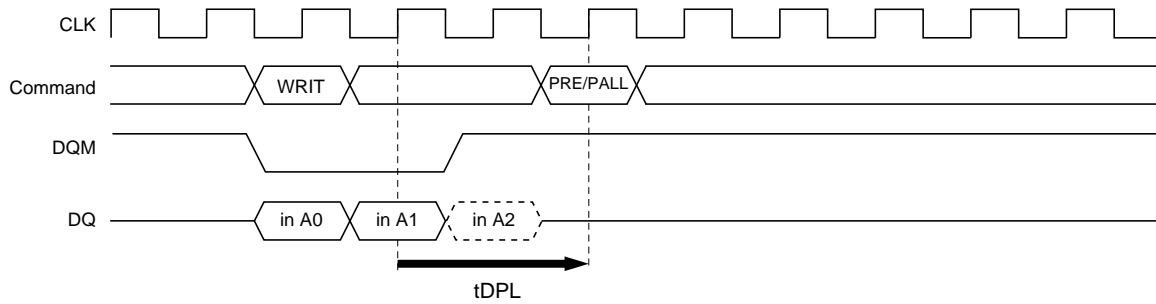 CLK
Command WRIT PRE/PALL
DQM
DQ in A0 in A1 in A2
tDPL